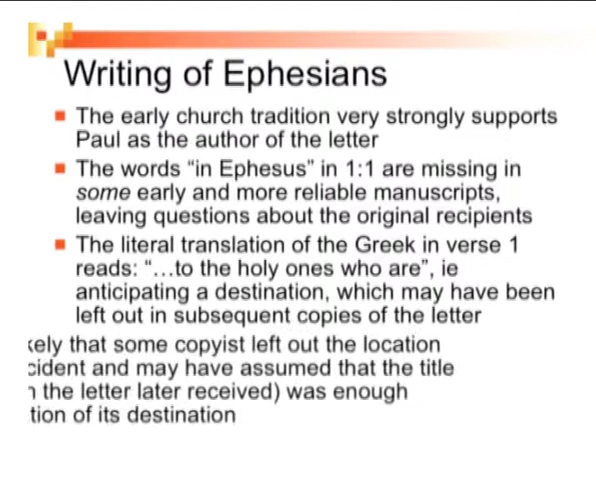 Writing of Ephesians
The early church tradition very strongly supports
Paul as the author of the letter
The words "in Ephesus" in 1:1 are missing in
some early and more reliable manuscripts,
leaving questions about the original recipients
The literal translation of the Greek in verse 1
reads: "…to the holy ones who are", ie
anticipating a destination, which may have been
left out in subsequent copies of the letter
that some copyist left out the location
and may have assumed that the title
the letter later received) was enough
of its destination